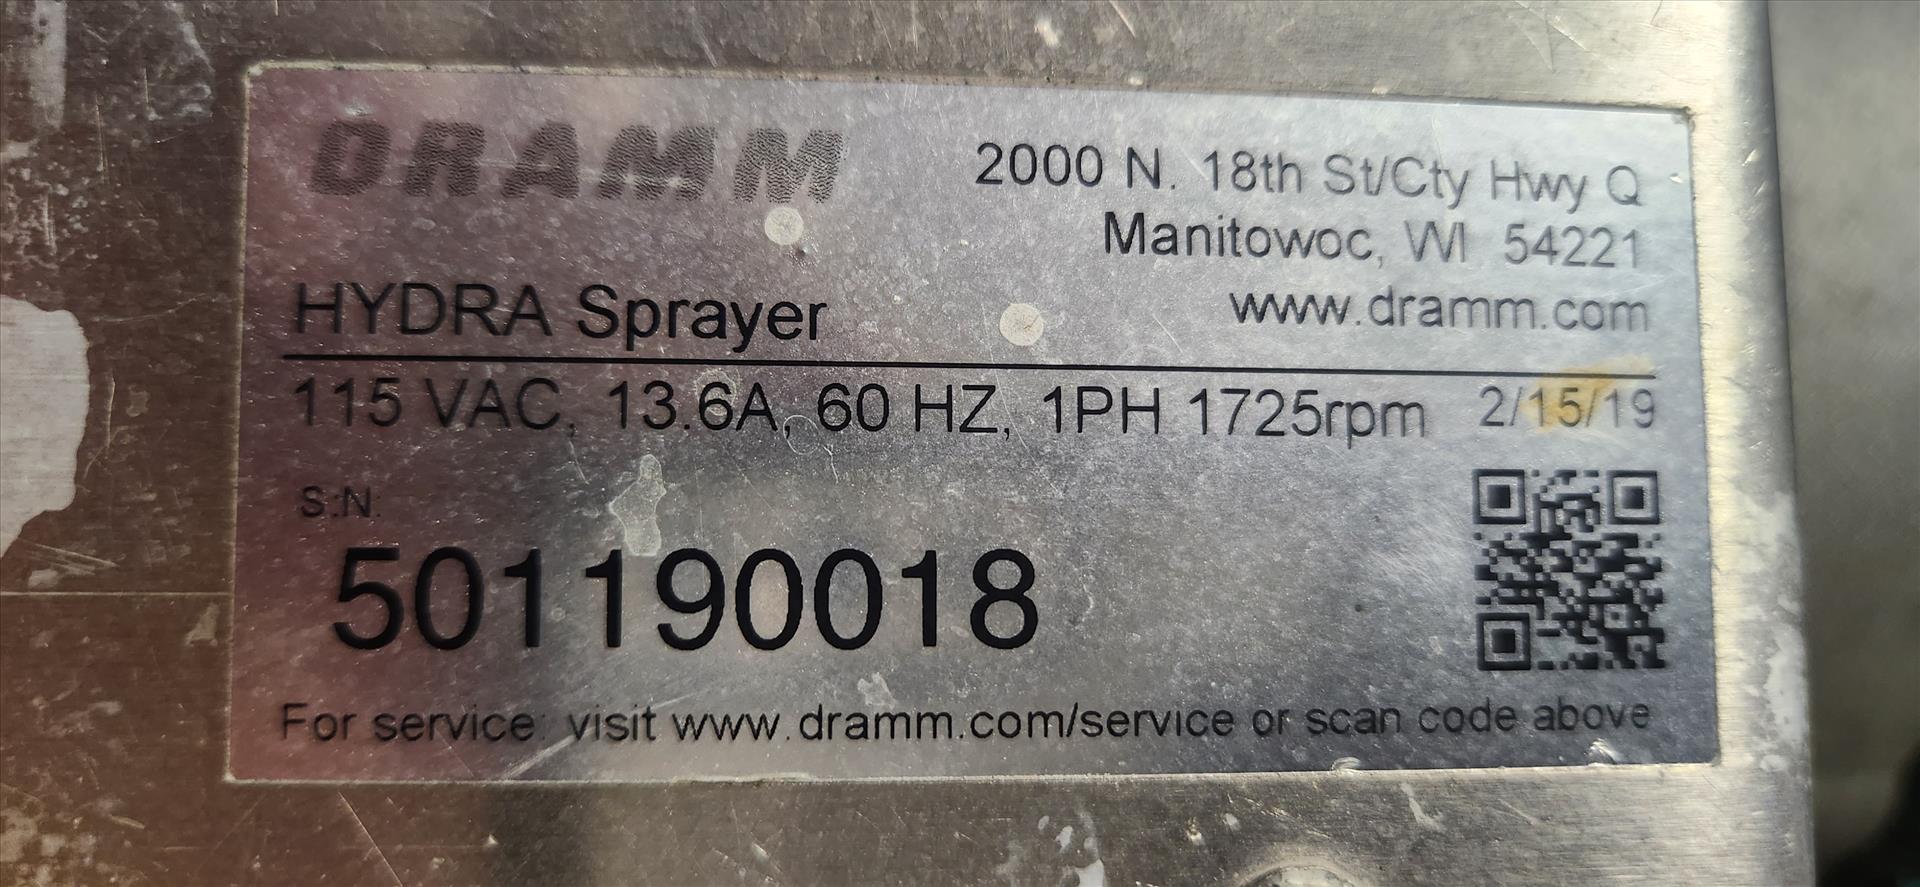 DRAMM
2000 N. 18th St/Cty Hwy Q
Manitowoc, WI 54221
www.dramm.com
HYDRA Sprayer
115 VAC, 13.6A, 60 HZ, 1PH 1725rpm 2/15/19
S:N:
501190018
For service: visit www.dramm.com/service or scan code above